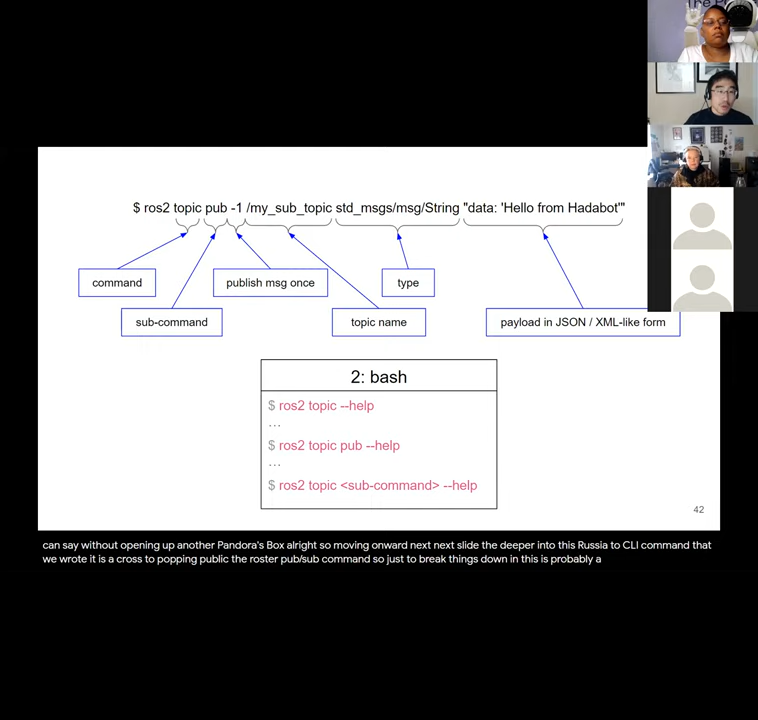 $ ros2 topic pub -1 /my_sub_topic std_msgs/msg/String "data: 'Hello from Hadabot'"
command
publish msg once
type
sub-command
topic name
payload in JSON / XML-like form
2: bash
$ ros2 topic --help
...
$ ros2 topic pub --help
...
$ ros2 topic <sub-command> --help
42
can say without opening up another Pandora's Box alright so moving onward next next slide the deeper into this Russia to CLI command that
we wrote it is a cross to popping public the roster pub/sub command so just to break things down in this is probably a